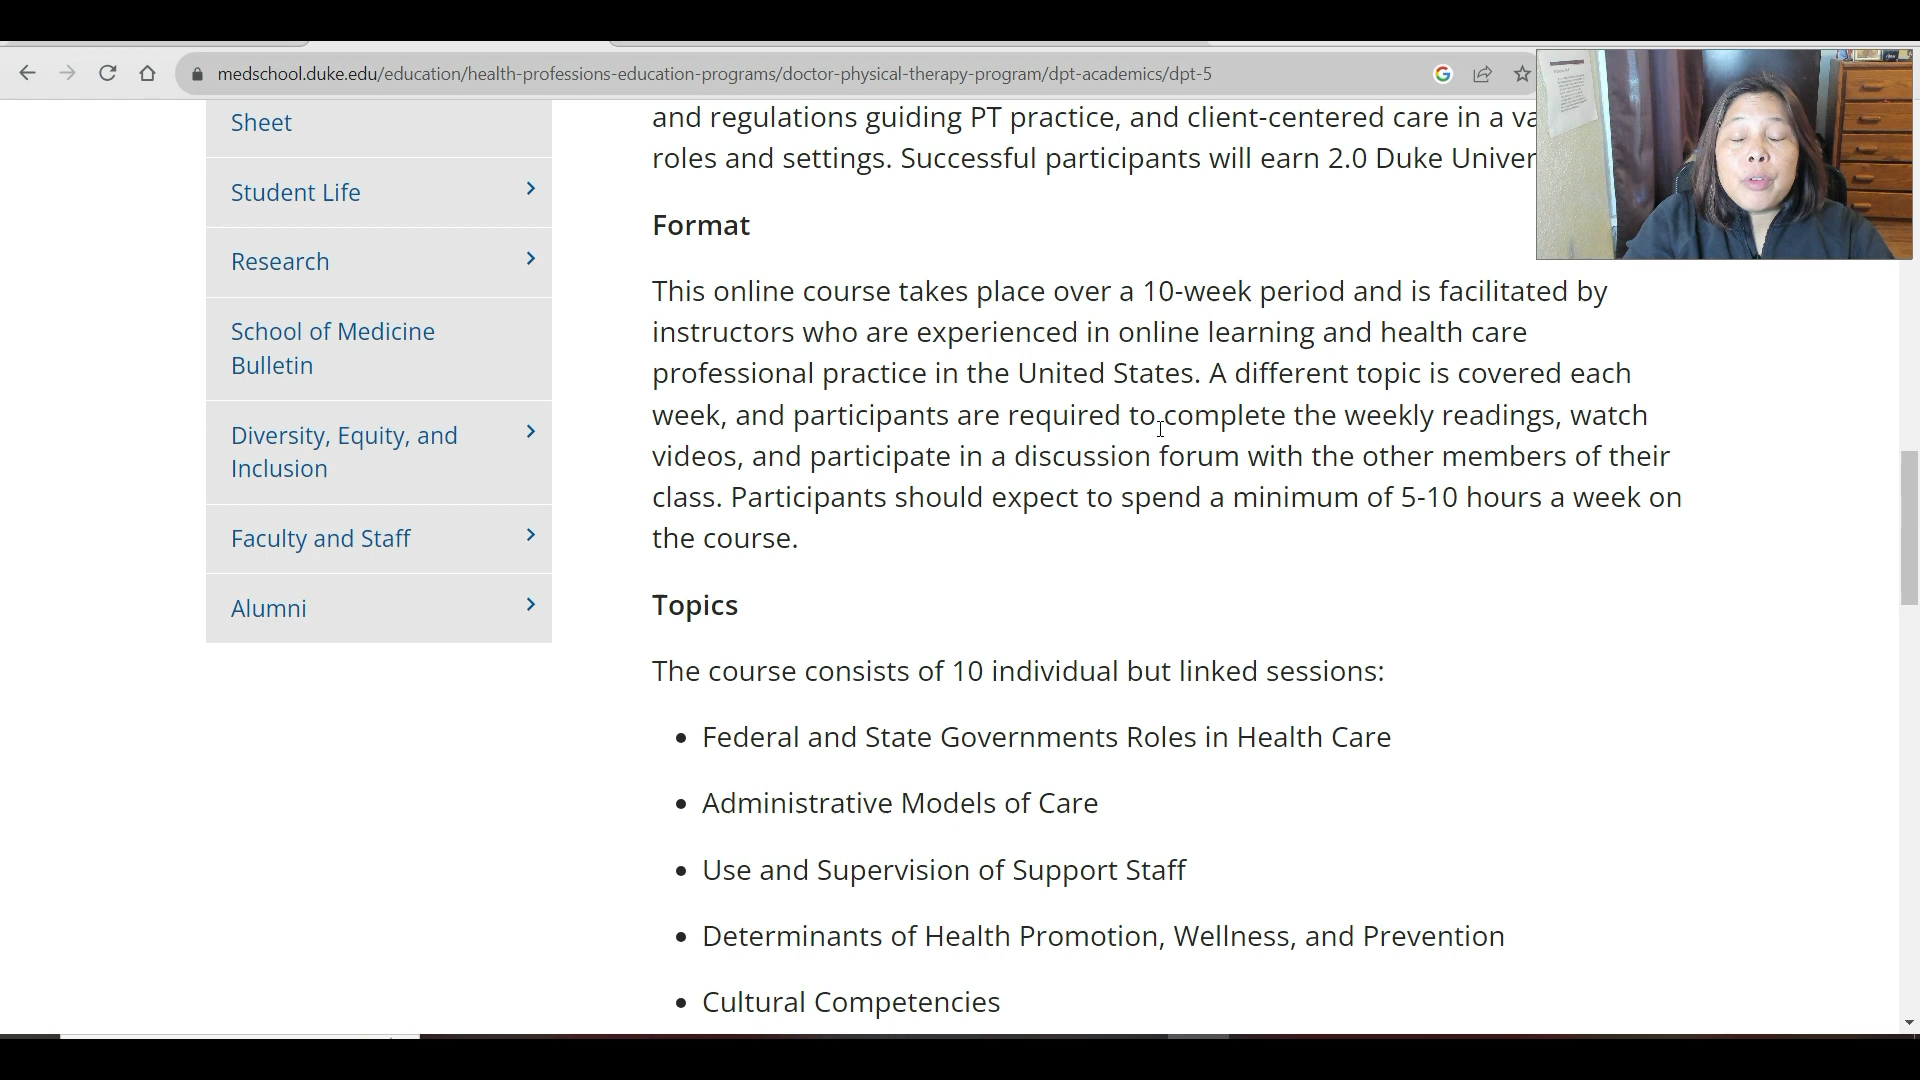 medschool.duke.edu/education/health-professions-education-programs/doctor-physical-therapy-program/dpt-academics/dpt-5
Sheet
Student Life
Research
School of Medicine
Bulletin
Diversity, Equity, and
Inclusion
Faculty and Staff
Alumni
and regulations guiding PT practice, and client-centered care in a va
roles and settings. Successful participants will earn 2.0 Duke Univer
Format
This online course takes place over a 10-week period and is facilitated by
instructors who are experienced in online learning and health care
professional practice in the United States. A different topic is covered each
week, and participants are required to complete the weekly readings, watch
videos, and participate in a discussion forum with the other members of their
class. Participants should expect to spend a minimum of 5-10 hours a week on
the course.
Topics
The course consists of 10 individual but linked sessions:
• Federal and State Governments Roles in Health Care
• Administrative Models of Care
• Use and Supervision of Support Staff
• Determinants of Health Promotion, Wellness, and Prevention
• Cultural Competencies